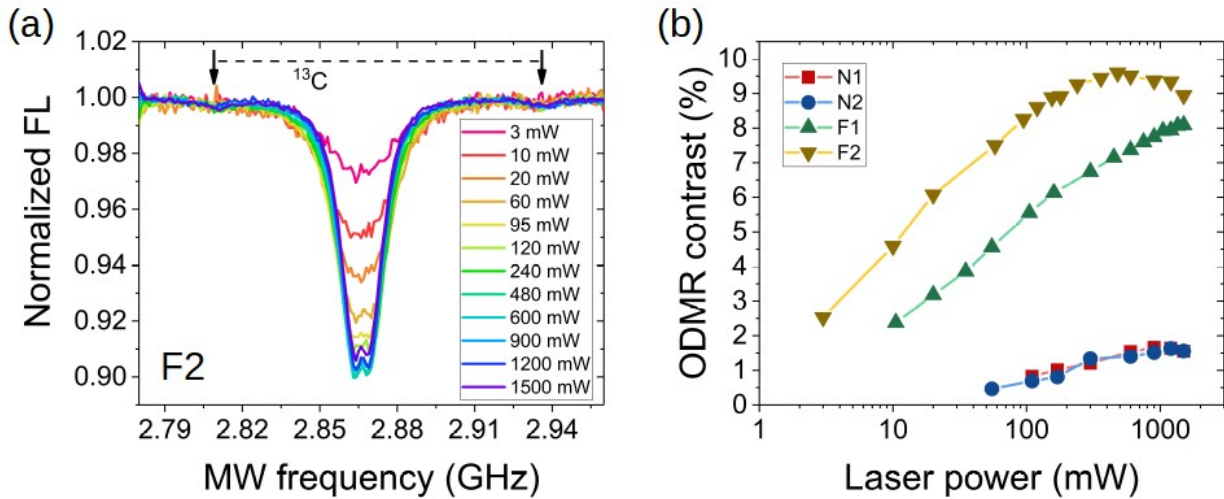 (a)
1.02
1.00
0.98
0.96
0.94
0.92
0.90
Normalized FL
13C
3 mW
10 mW
20 mW
60 mW
95 mW
120 mW
240 mW
480 mW
600 mW
900 mW
1200 mW
1500 mW
F2
2.79 2.82 2.85 2.88 2.91 2.94
MW frequency (GHz)
(b)
10
9
8
7
6
5
4
3
2
1
0
ODMR contrast (%)
N1
N2
F1
F2
1 10 100 1000
Laser power (mW)